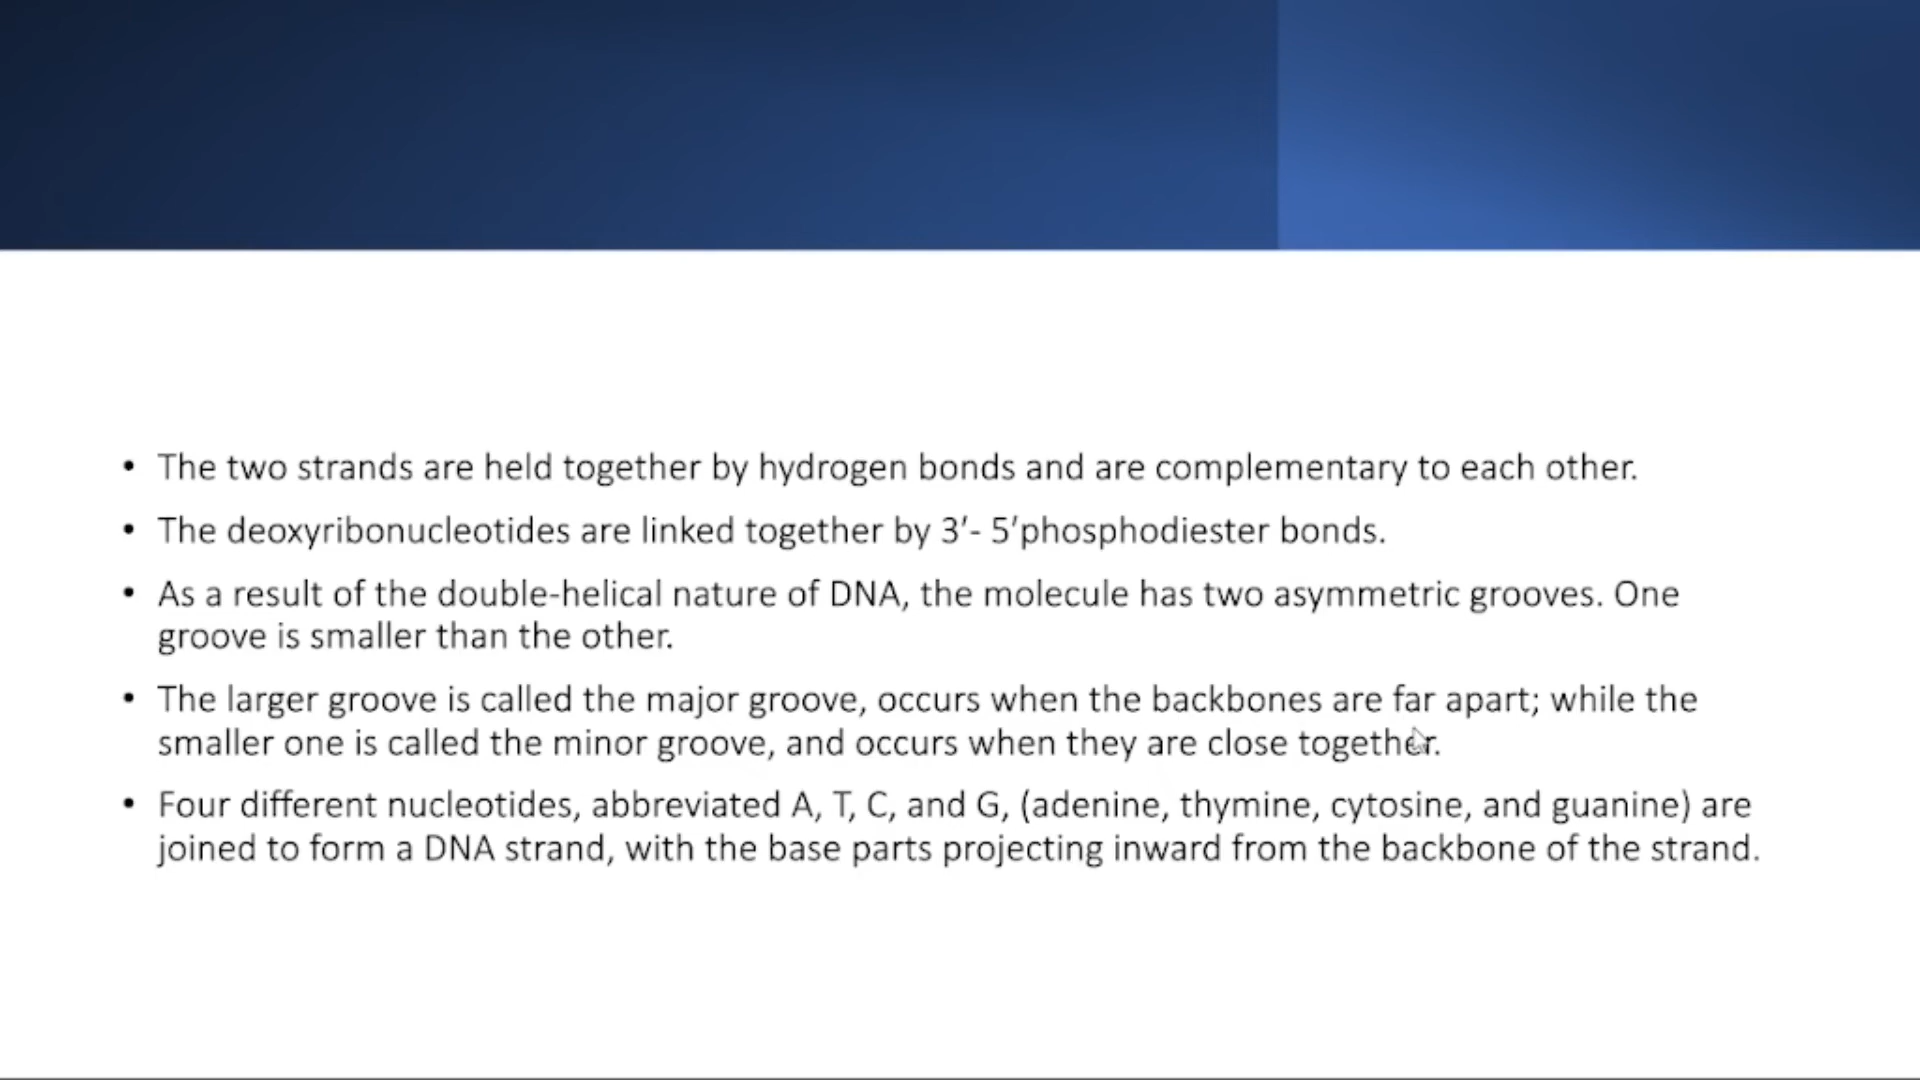 • The two strands are held together by hydrogen bonds and are complementary to each other.
• The deoxyribonucleotides are linked together by 3′- 5′phosphodiester bonds.
• As a result of the double-helical nature of DNA, the molecule has two asymmetric grooves. One
groove is smaller than the other.
• The larger groove is called the major groove, occurs when the backbones are far apart; while the
smaller one is called the minor groove, and occurs when they are close together.
• Four different nucleotides, abbreviated A, T, C, and G, (adenine, thymine, cytosine, and guanine) are
joined to form a DNA strand, with the base parts projecting inward from the backbone of the strand.